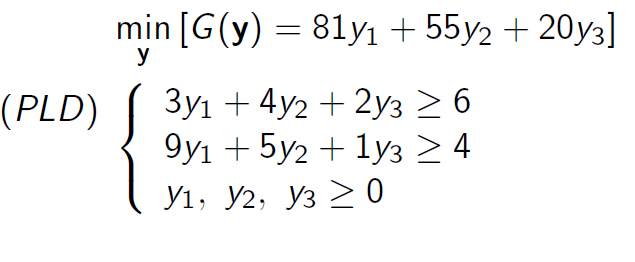 min [G(y) = 81y₁ + 55y₂ + 20y₃]
y
(PLD)
3y₁ + 4y₂ + 2y₃ ≥ 6
9y₁ + 5y₂ + 1y₃ ≥ 4
y₁, y₂, y₃ ≥ 0